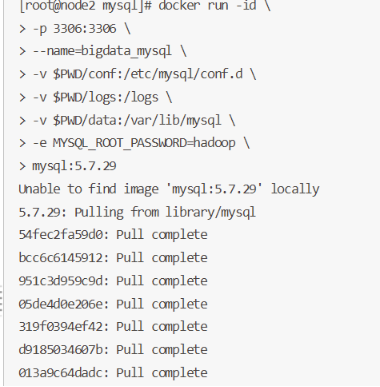 [root@node2 mysql]# docker run -id \
> -p 3306:3306 \
> --name=bigdata_mysql \
> -v $PWD/conf:/etc/mysql/conf.d \
> -v $PWD/logs:/logs \
> -v $PWD/data:/var/lib/mysql \
> -e MYSQL_ROOT_PASSWORD=hadoop \
> mysql:5.7.29
Unable to find image 'mysql:5.7.29' locally
5.7.29: Pulling from library/mysql
54fec2fa59d0: Pull complete
bcc6c6145912: Pull complete
951c3d959c9d: Pull complete
05de4d0e206e: Pull complete
319f0394ef42: Pull complete
d9185034607b: Pull complete
013a9c64dadc: Pull complete